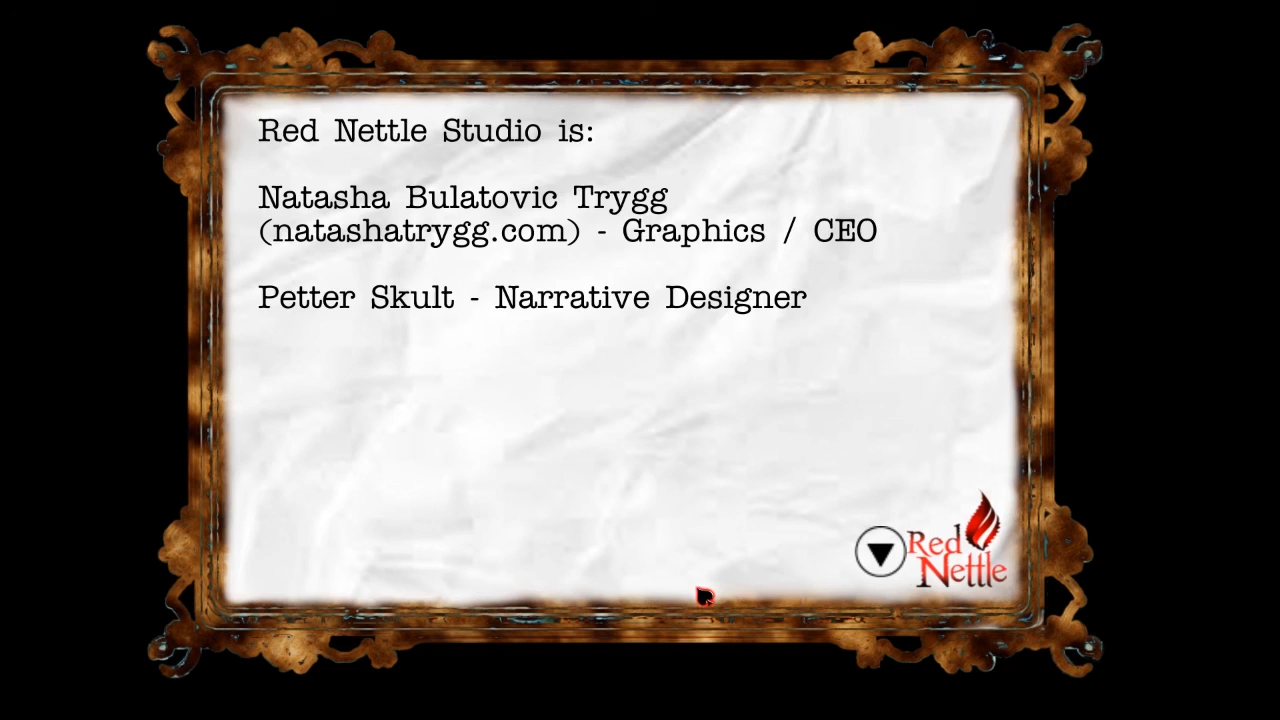 Red Nettle Studio is:
Natasha Bulatovic Trygg
(natashatrygg.com) - Graphics / CEO
Petter Skult - Narrative Designer
Red
Nettle